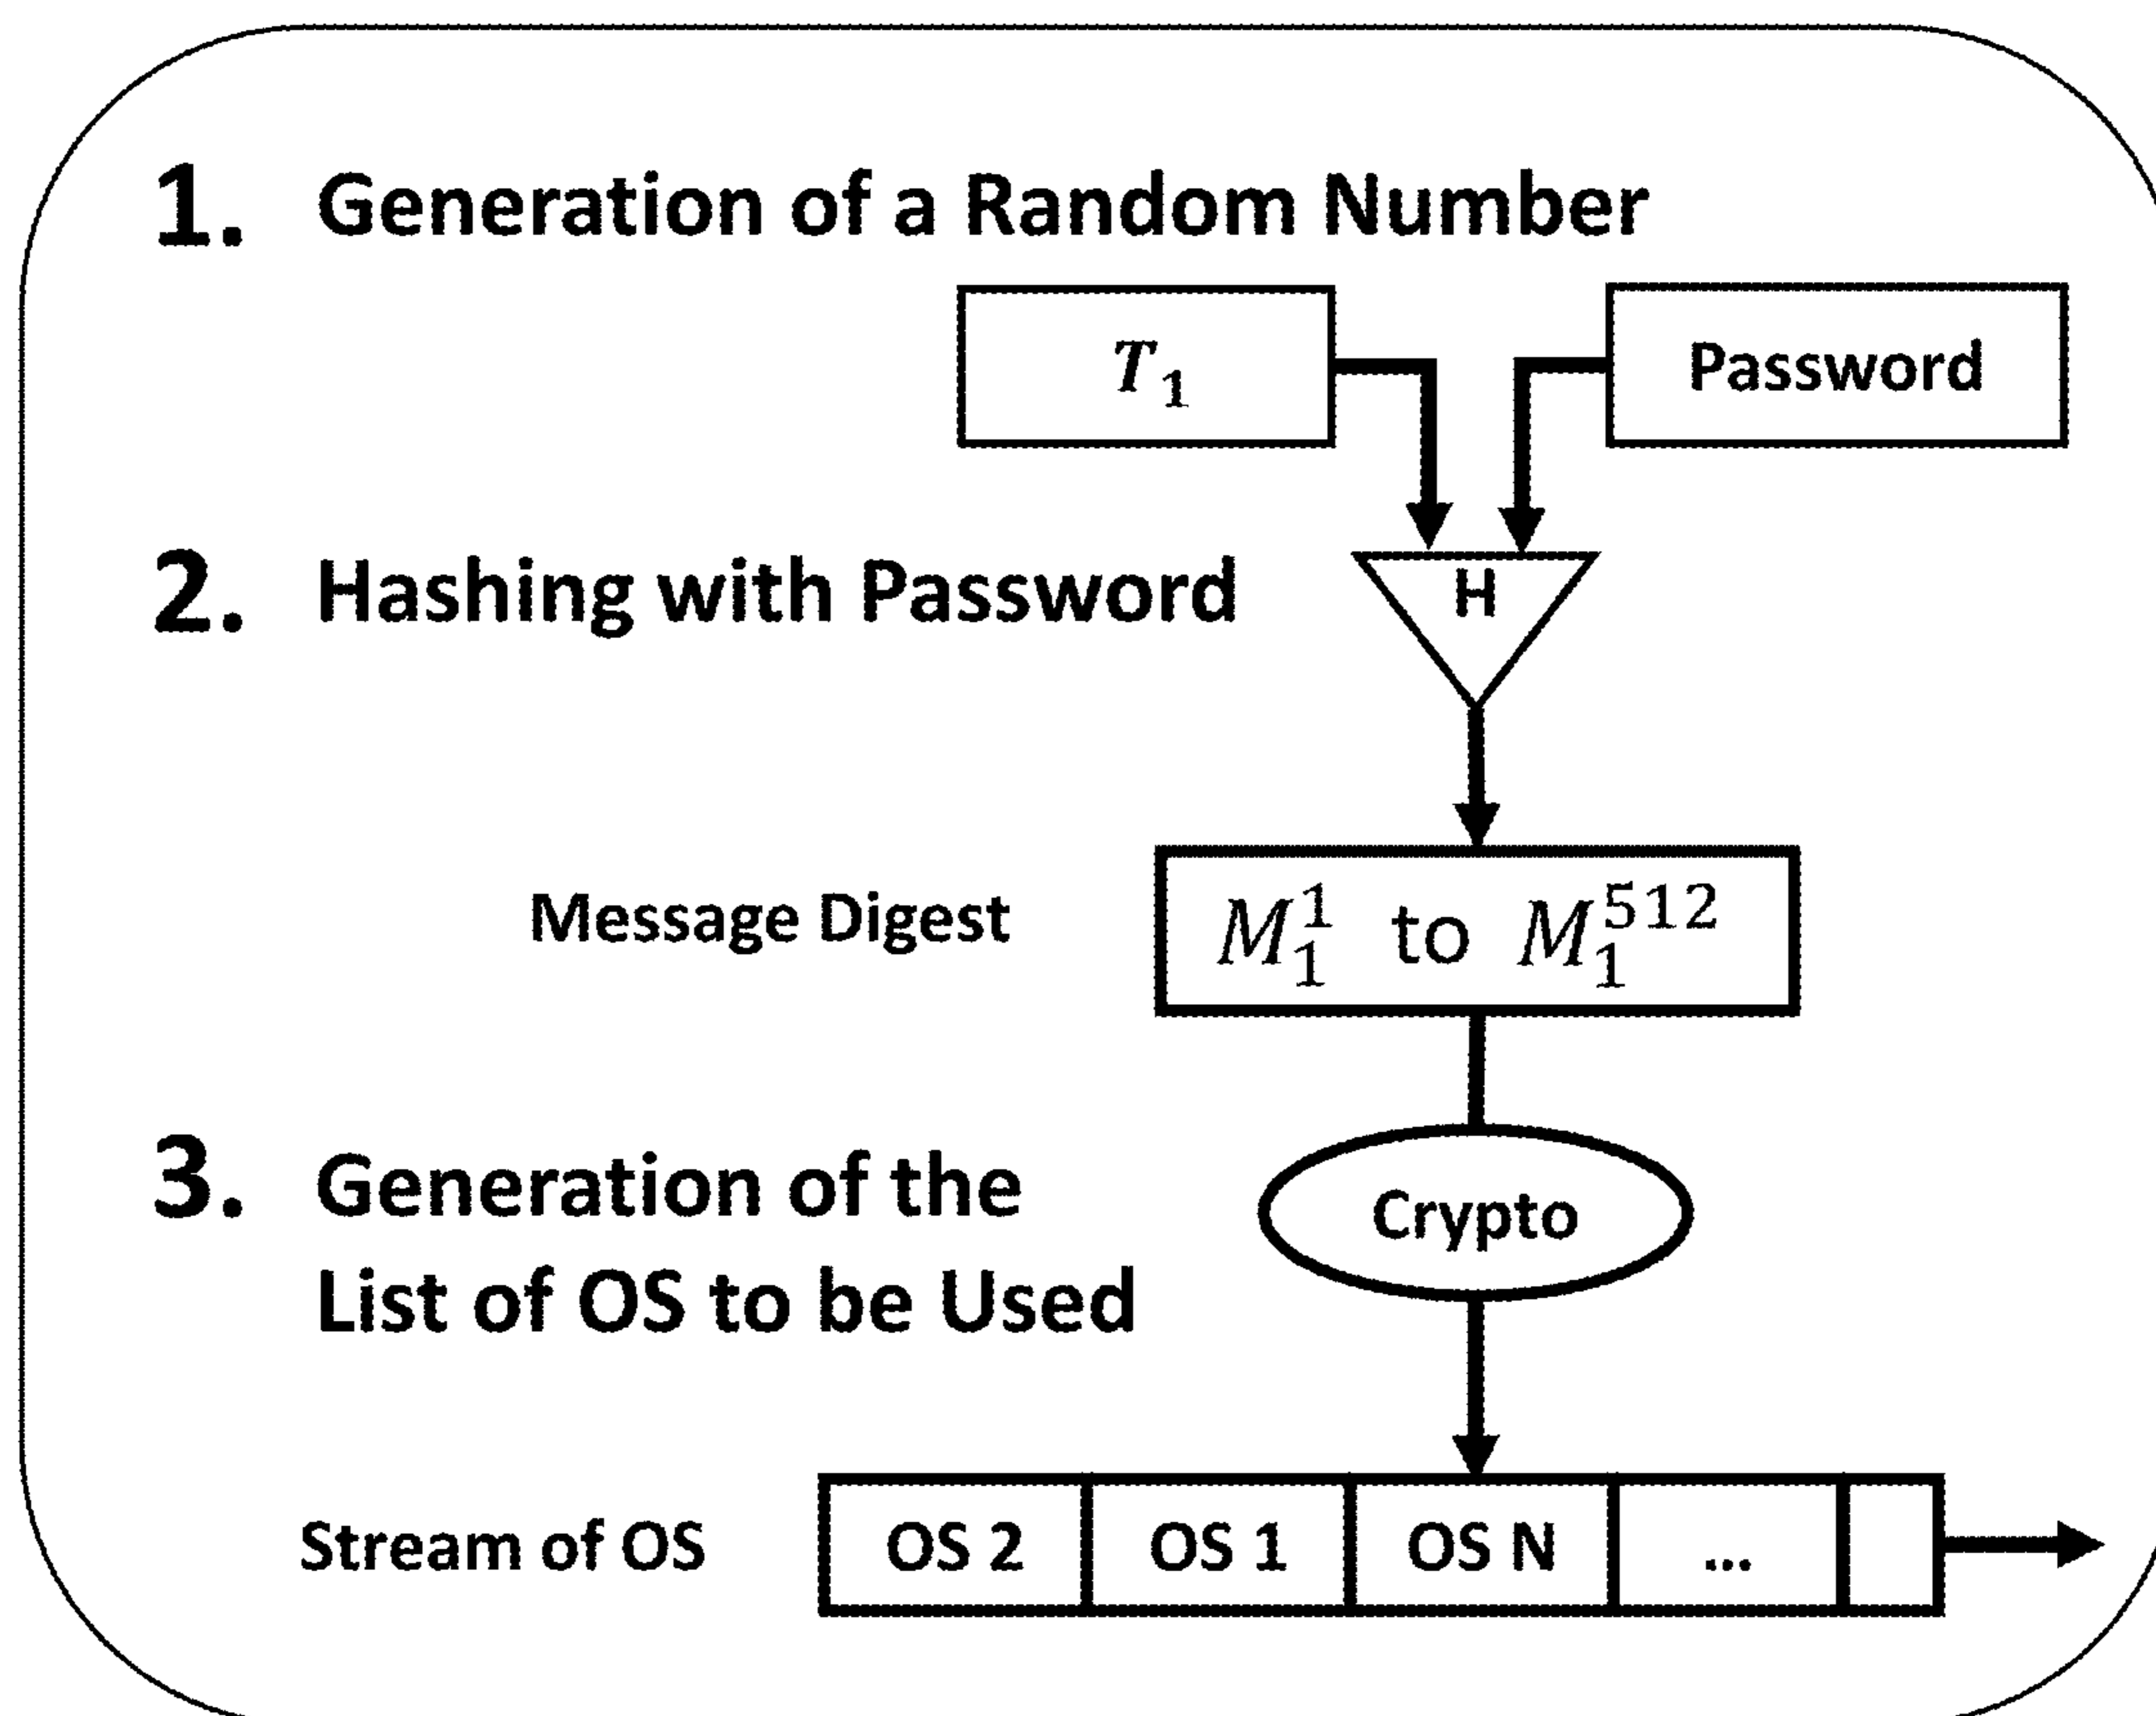 1. Generation of a Random Number
T₁
Password
2. Hashing with Password
H
Message Digest
M₁¹ to M₁⁵¹²
3. Generation of the
List of OS to be Used
Crypto
Stream of OS
OS 2 OS 1 OS N ...